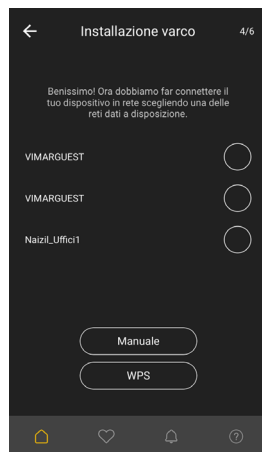 Installazione varco
4/6
Benissimo! Ora dobbiamo far connettere il
tuo dispositivo in rete scegliendo una delle
reti dati a disposizione.
VIMARGUEST
VIMARGUEST
Naizil_Uffici1
Manuale
WPS
?